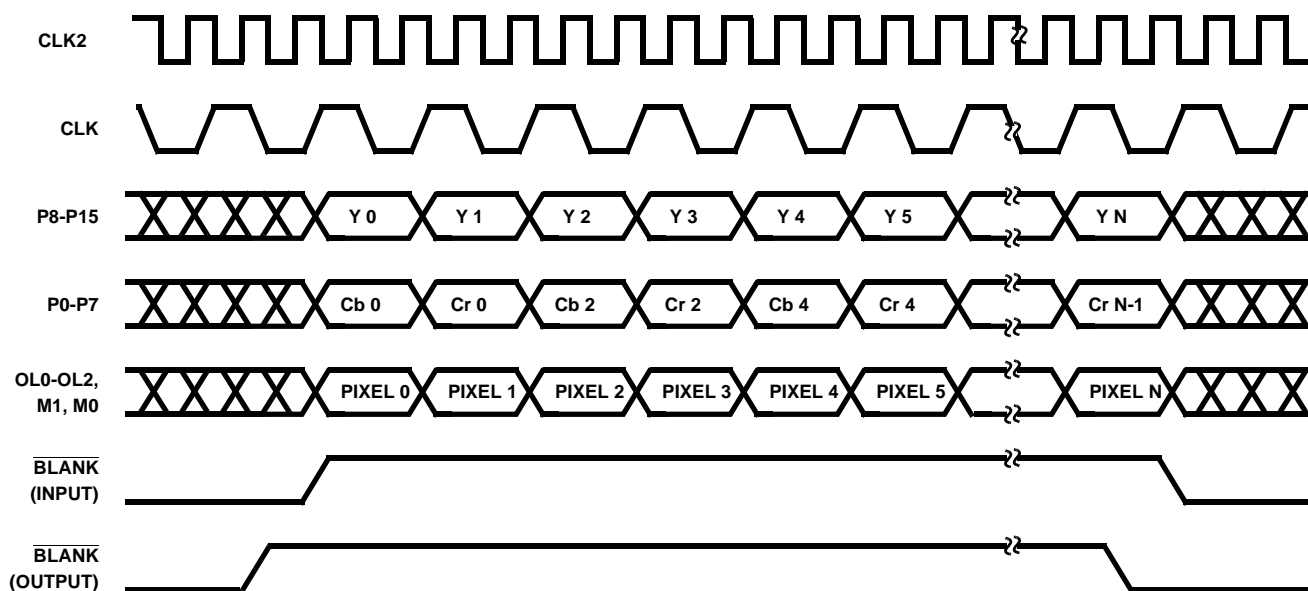 CLK2
CLK
P8-P15
Y 0 Y 1 Y 2 Y 3 Y 4 Y 5 Y N
P0-P7
Cb 0 Cr 0 Cb 2 Cr 2 Cb 4 Cr 4 Cr N-1
OL0-OL2,
M1, M0
PIXEL 0 PIXEL 1 PIXEL 2 PIXEL 3 PIXEL 4 PIXEL 5 PIXEL N
BLANK
(INPUT)
BLANK
(OUTPUT)